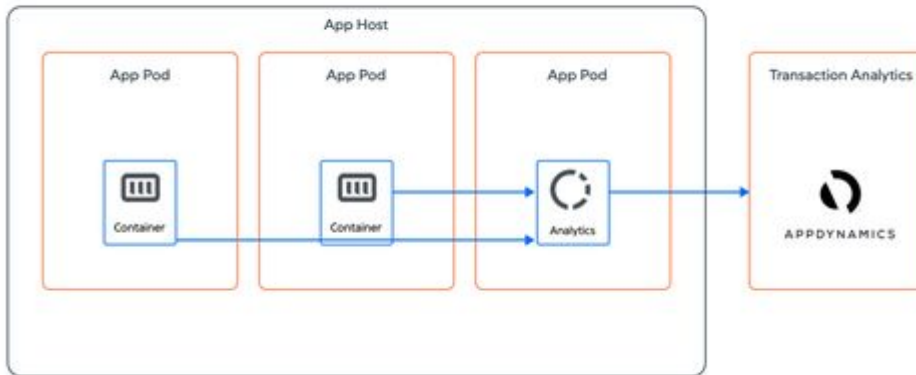 App Host
App Pod
App Pod
App Pod
Transaction Analytics
Container
Container
Analytics
APPDYNAMICS